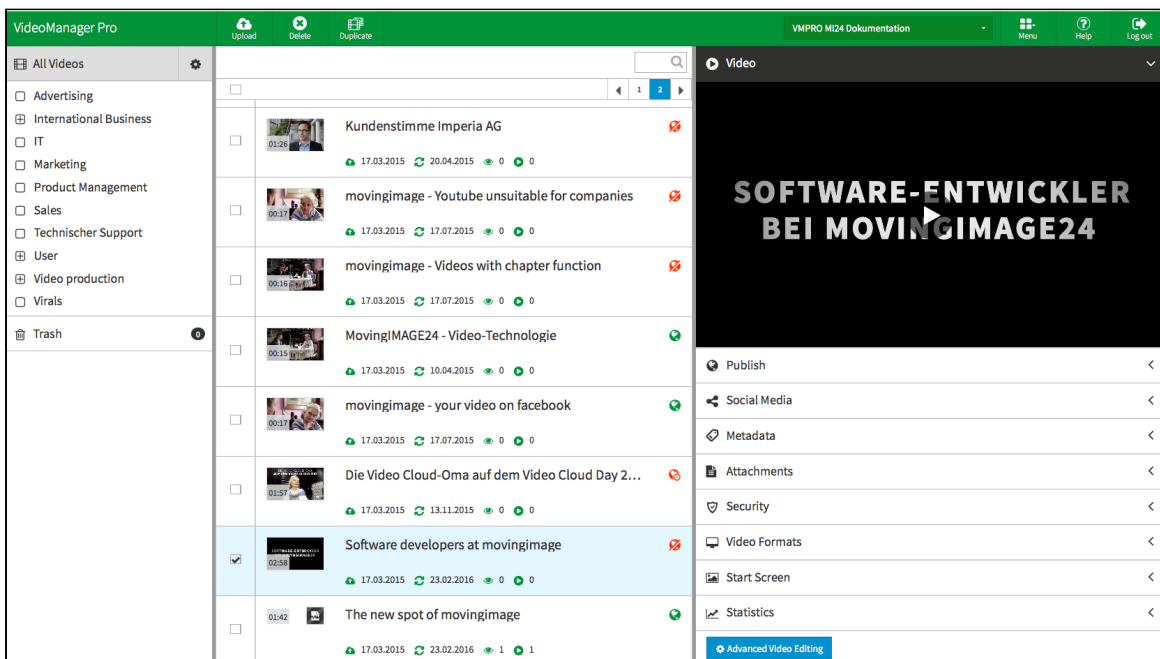 VideoManager Pro
Upload
Delete
Duplicate
VMPRO MI24 Dokumentation
Menu
Help
Log out
All Videos
Advertising
International Business
IT
Marketing
Product Management
Sales
Technischer Support
User
Video production
Virals
Trash
0
1
2
01:26
Kundenstimme Imperia AG
17.03.2015 20.04.2015 0 0
00:17
movingimage - Youtube unsuitable for companies
17.03.2015 17.07.2015 0 0
00:16
movingimage - Videos with chapter function
17.03.2015 17.07.2015 0 0
00:15
MovingIMAGE24 - Video-Technologie
17.03.2015 10.04.2015 0 0
00:17
movingimage - your video on facebook
17.03.2015 17.07.2015 0 0
01:57
Die Video Cloud-Oma auf dem Video Cloud Day 2...
17.03.2015 13.11.2015 0 0
SOFTWARE-ENTWICKLER
BEI MOVINGIMAGE24
02:58
Software developers at movingimage
17.03.2015 23.02.2016 0 0
01:42
The new spot of movingimage
17.03.2015 23.02.2016 1 1
Video
SOFTWARE-ENTWICKLER
BEI MOVINGIMAGE24
Publish
Social Media
Metadata
Attachments
Security
Video Formats
Start Screen
Statistics
Advanced Video Editing